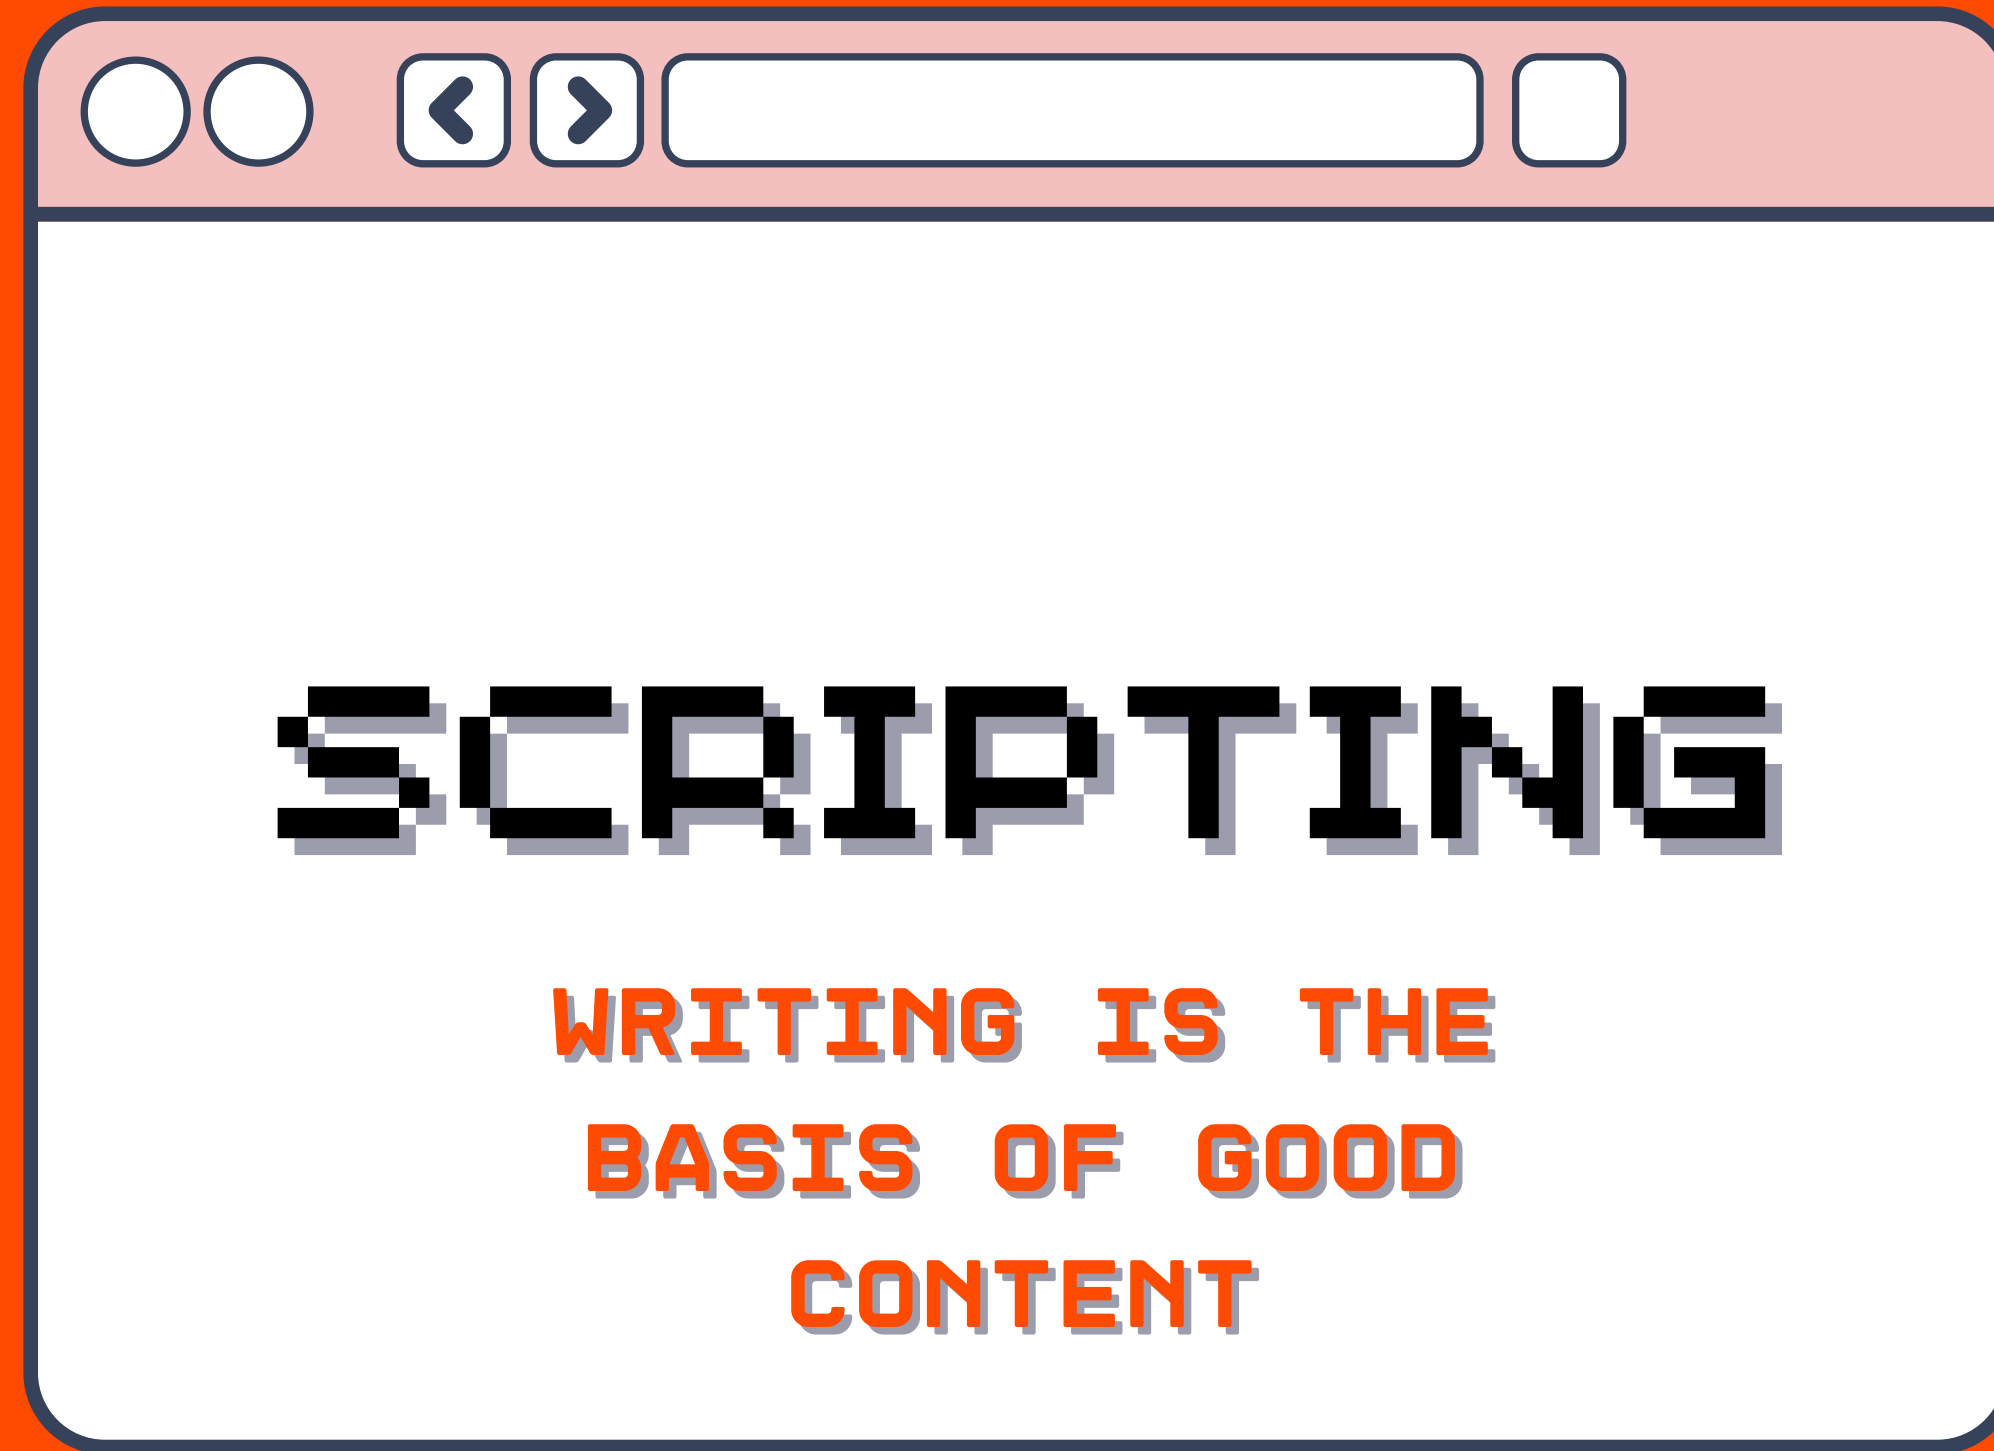 SCRIPTING
WRITING IS THE
BASIS OF GOOD
CONTENT